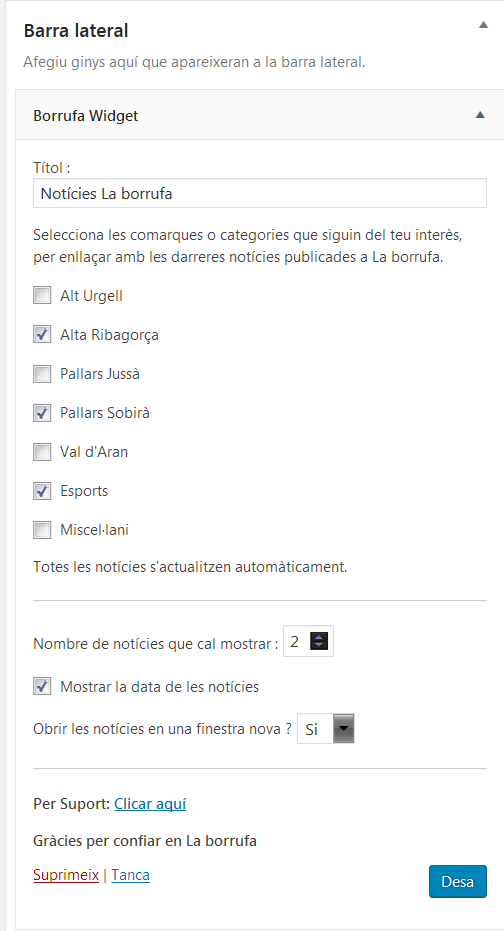 Barra lateral
Afegiu ginys aquí que apareixeran a la barra lateral.
Borrufa Widget
Títol :
Notícies La borrufa
Selecciona les comarques o categories que siguin del teu interès,
per enllaçar amb les darreres notícies publicades a La borrufa.
Alt Urgell
Alta Ribagorça
Pallars Jussà
Pallars Sobirà
Val d'Aran
Esports
Miscel·lani
Totes les notícies s'actualitzen automàticament.
Nombre de notícies que cal mostrar : 2
Mostrar la data de les notícies
Obrir les notícies en una finestra nova ? Si
Per Suport: Clicar aquí
Gràcies per confiar en La borrufa
Suprimeix | Tanca
Desa